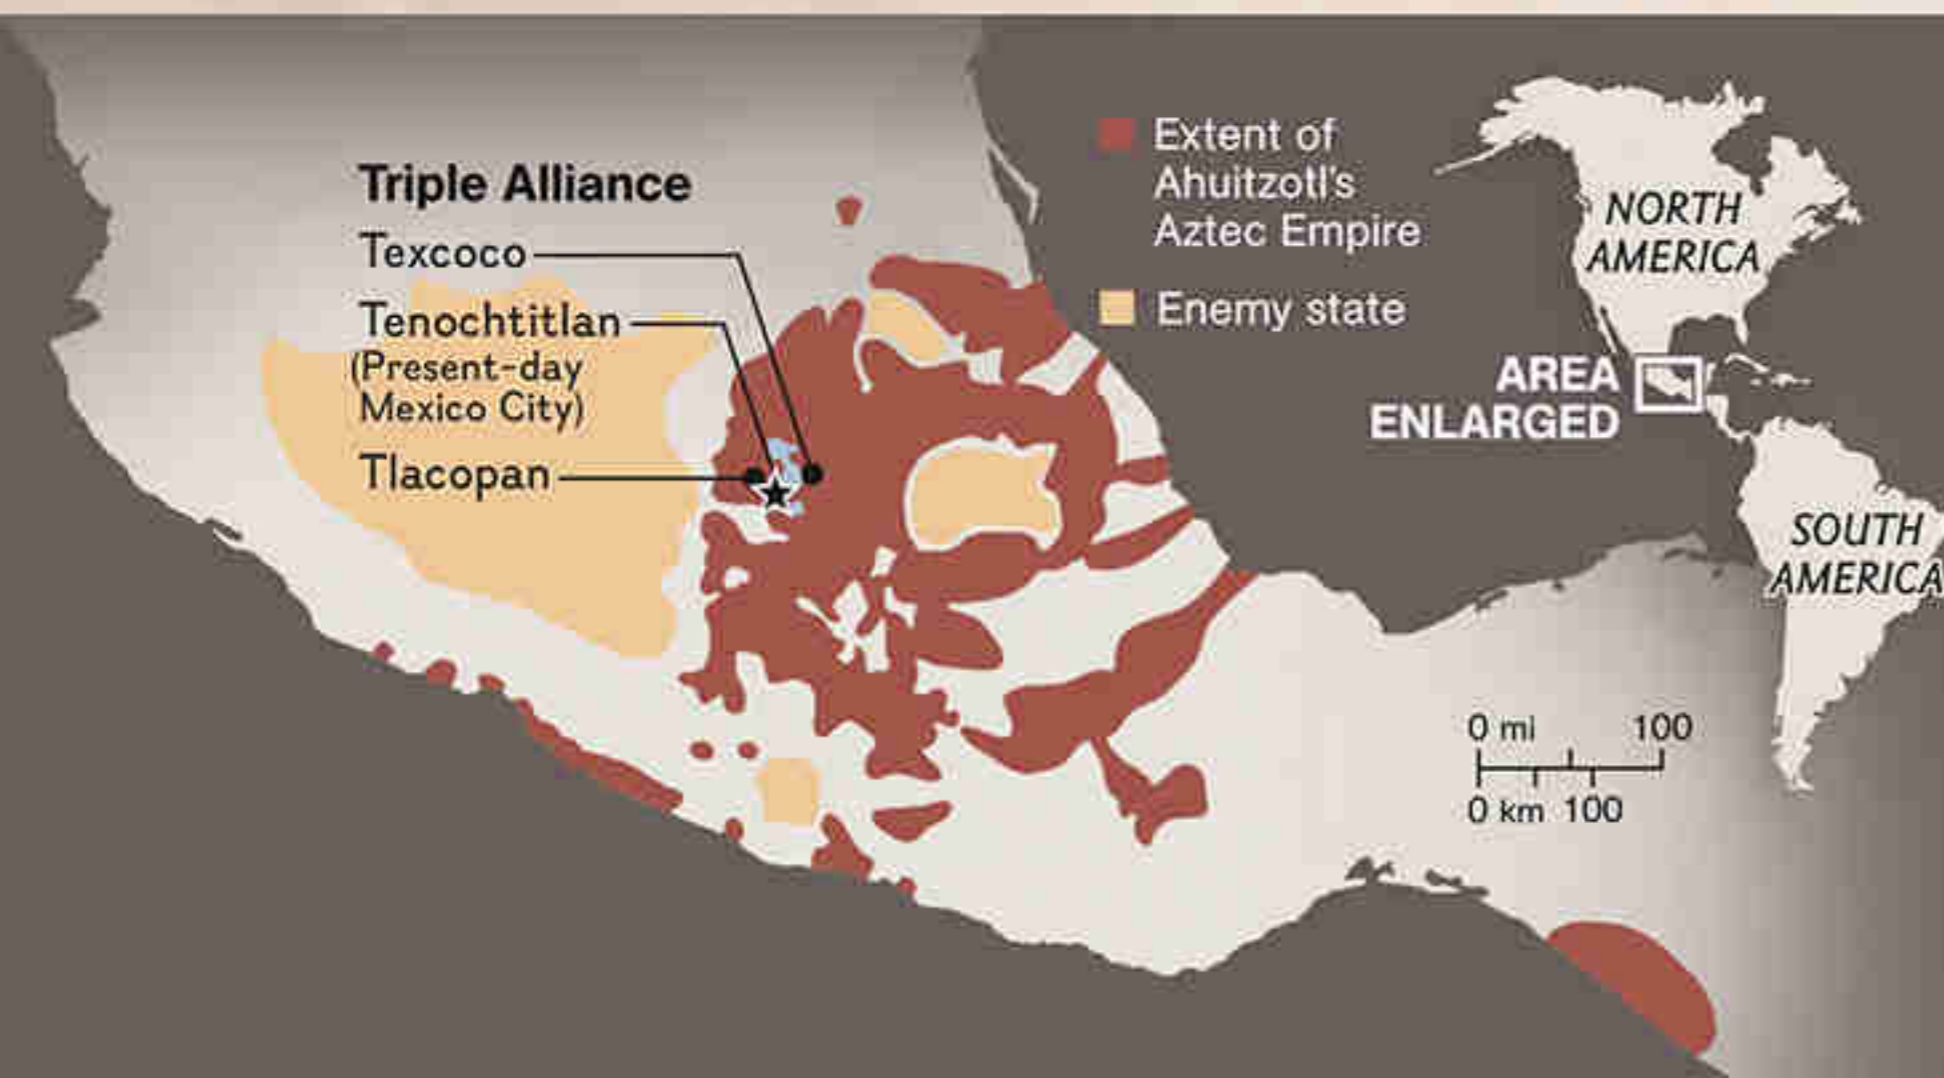 Triple Alliance
Texcoco
Tenochtitlan
(Present-day
Mexico City)
Tlacopan
Extent of
Ahuitzotl's
Aztec Empire
Enemy state
NORTH
AMERICA
AREA
ENLARGED
SOUTH
AMERICA
0 mi 100
0 km 100